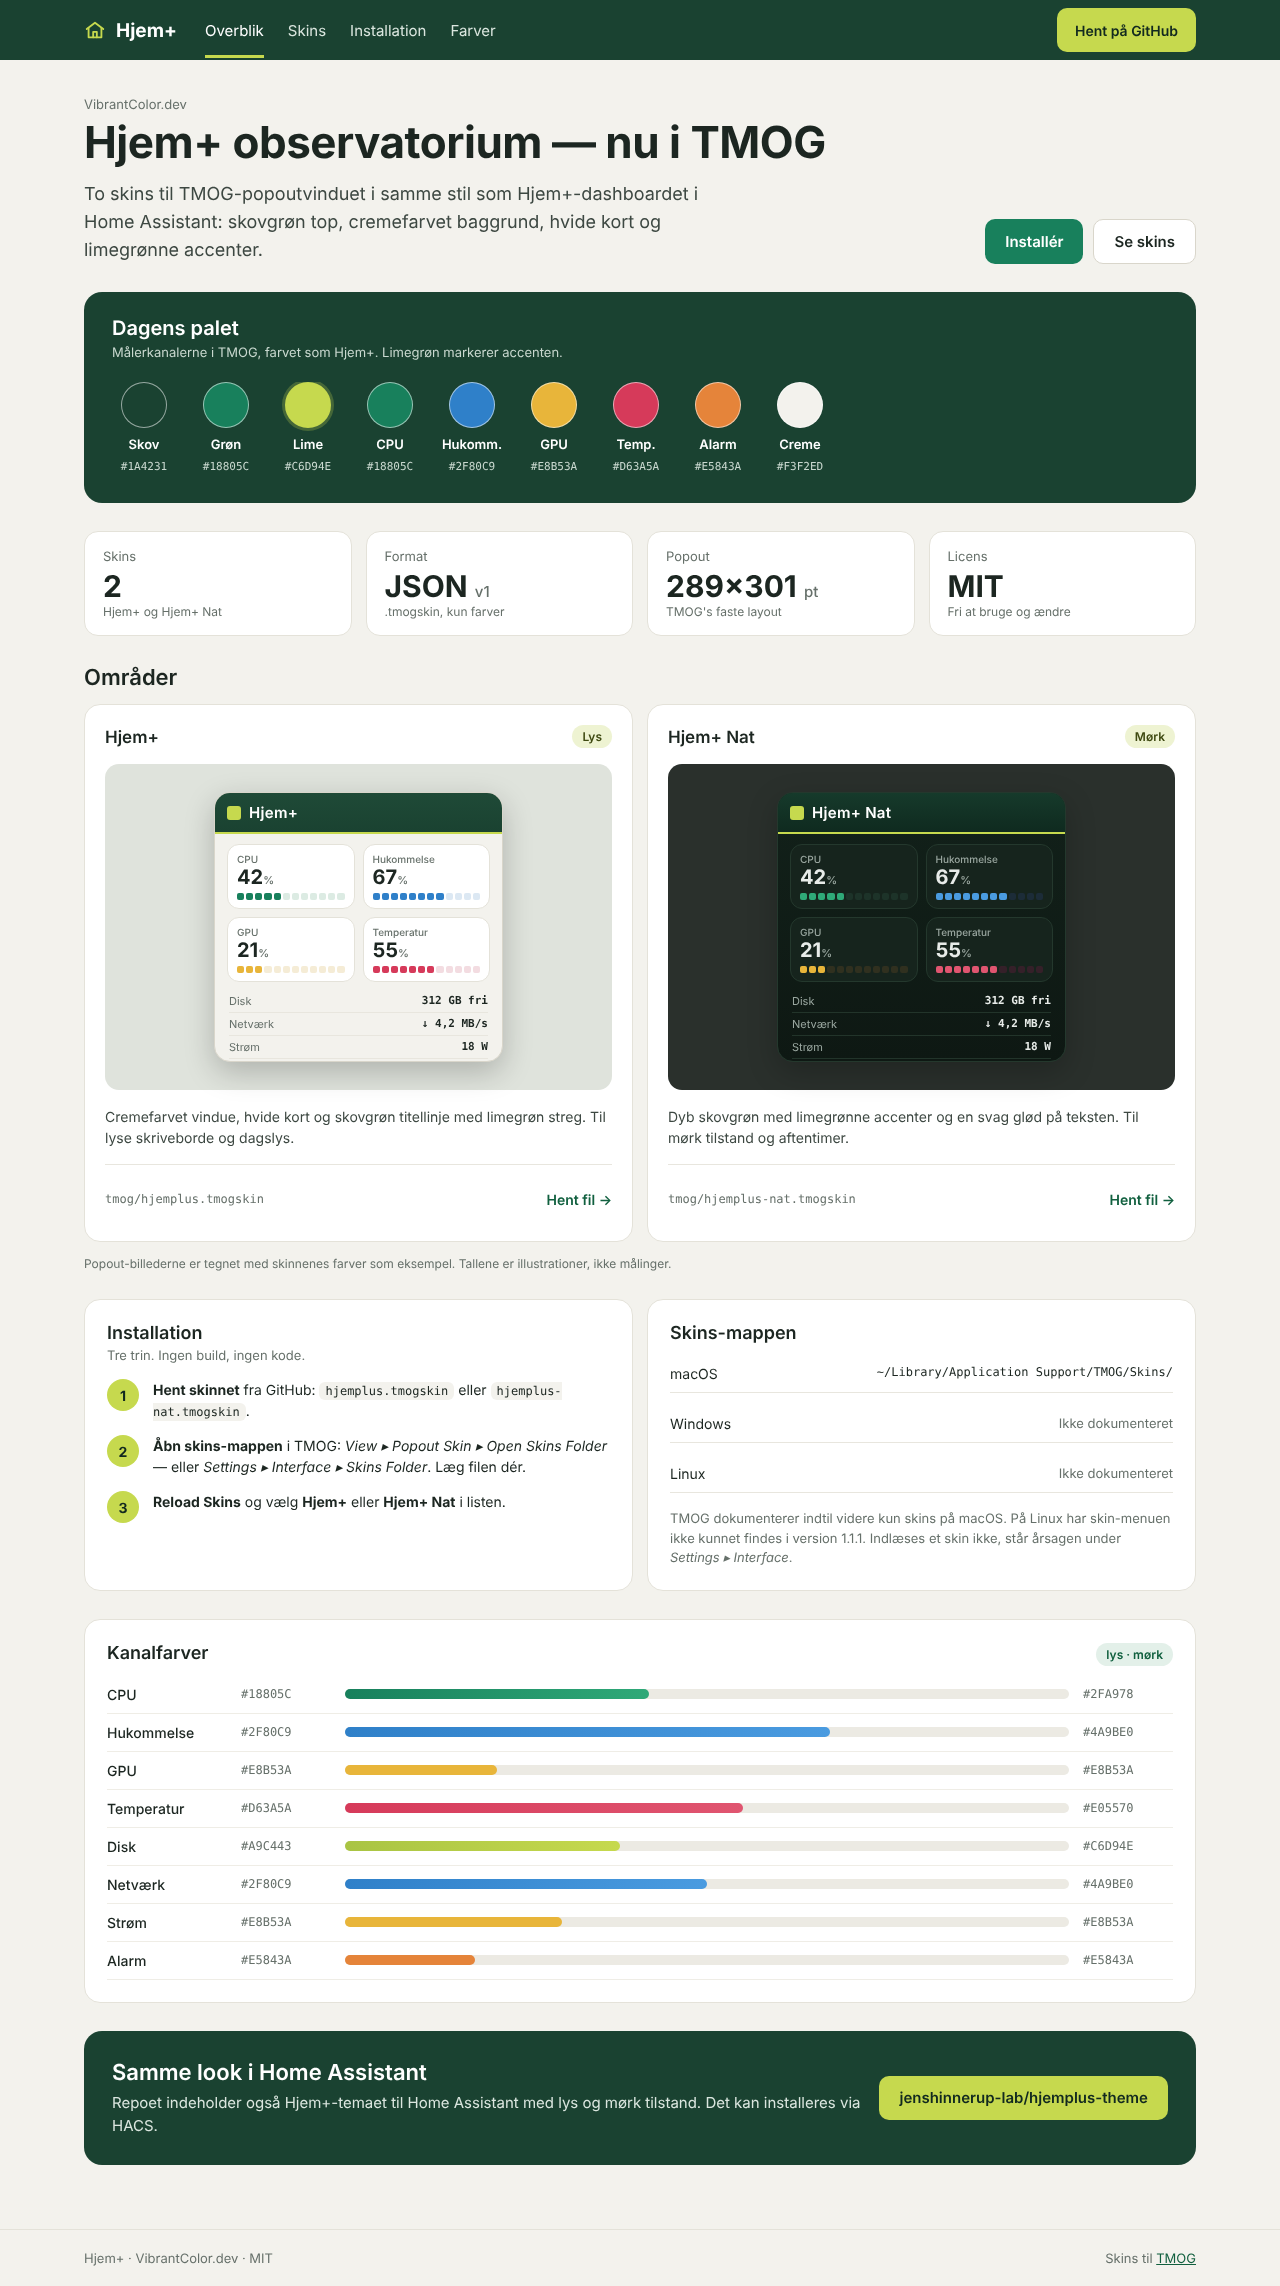 Hjem+
Overblik
Skins
Installation
Farver
Hent på GitHub
VibrantColor.dev
Hjem+ observatorium — nu i TMOG
To skins til TMOG-popoutvinduet i samme stil som Hjem+-dashboardet i
Home Assistant: skovgrøn top, cremefarvet baggrund, hvide kort og
limegrønne accenter.
Installér
Se skins
Dagens palet
Målerkanalerne i TMOG, farvet som Hjem+. Limegrøn markerer accenten.
Skov
Grøn
Lime
CPU
Hukomm.
GPU
Temp.
Alarm
Creme
#1A4231
#18805C
#C6D94E
#18805C
#2F80C9
#E8B53A
#D63A5A
#E5843A
#F3F2ED
Skins
2
Hjem+ og Hjem+ Nat
Format
JSON v1
.tmogskin, kun farver
Popout
289×301 pt
TMOG's faste layout
Licens
MIT
Fri at bruge og ændre
Områder
Hjem+
Lys
Hjem+
CPU
42%
Hukommelse
67%
GPU
21%
Temperatur
55%
Disk
312 GB fri
Netværk
↓ 4,2 MB/s
Strøm
18 W
Cremefarvet vindue, hvide kort og skovgrøn titellinje med limegrøn streg. Til
lyse skriveborde og dagslys.
tmog/hjemplus.tmogskin
Hent fil →
Hjem+ Nat
Mørk
Hjem+ Nat
CPU
42%
Hukommelse
67%
GPU
21%
Temperatur
55%
Disk
312 GB fri
Netværk
↓ 4,2 MB/s
Strøm
18 W
Dyb skovgrøn med limegrønne accenter og en svag glød på teksten. Til
mørk tilstand og aftentimer.
tmog/hjemplus-nat.tmogskin
Hent fil →
Popout-billederne er tegnet med skinnenes farver som eksempel. Tallene er illustrationer, ikke målinger.
Installation
Tre trin. Ingen build, ingen kode.
1
Hent skinnet fra GitHub: hjemplus.tmogskin eller hjemplus-
nat.tmogskin.
2
Åbn skins-mappen i TMOG: View ▸ Popout Skin ▸ Open Skins Folder
— eller Settings ▸ Interface ▸ Skins Folder. Læg filen dér.
3
Reload Skins og vælg Hjem+ eller Hjem+ Nat i listen.
Skins-mappen
macOS
~/Library/Application Support/TMOG/Skins/
Windows
Ikke dokumenteret
Linux
Ikke dokumenteret
TMOG dokumenterer indtil videre kun skins på macOS. På Linux har skin-menuen
ikke kunnet findes i version 1.1.1. Indlæses et skin ikke, står årsagen under
Settings ▸ Interface.
Kanalfarver
lys · mørk
CPU
#18805C
#2FA978
Hukommelse
#2F80C9
#4A9BE0
GPU
#E8B53A
#E8B53A
Temperatur
#D63A5A
#E05570
Disk
#A9C443
#C6D94E
Netværk
#2F80C9
#4A9BE0
Strøm
#E8B53A
#E8B53A
Alarm
#E5843A
#E5843A
Samme look i Home Assistant
Repoet indeholder også Hjem+-temaet til Home Assistant med lys og mørk tilstand. Det kan installeres via
HACS.
jenshinnerup-lab/hjemplus-theme
Hjem+ · VibrantColor.dev · MIT
Skins til TMOG